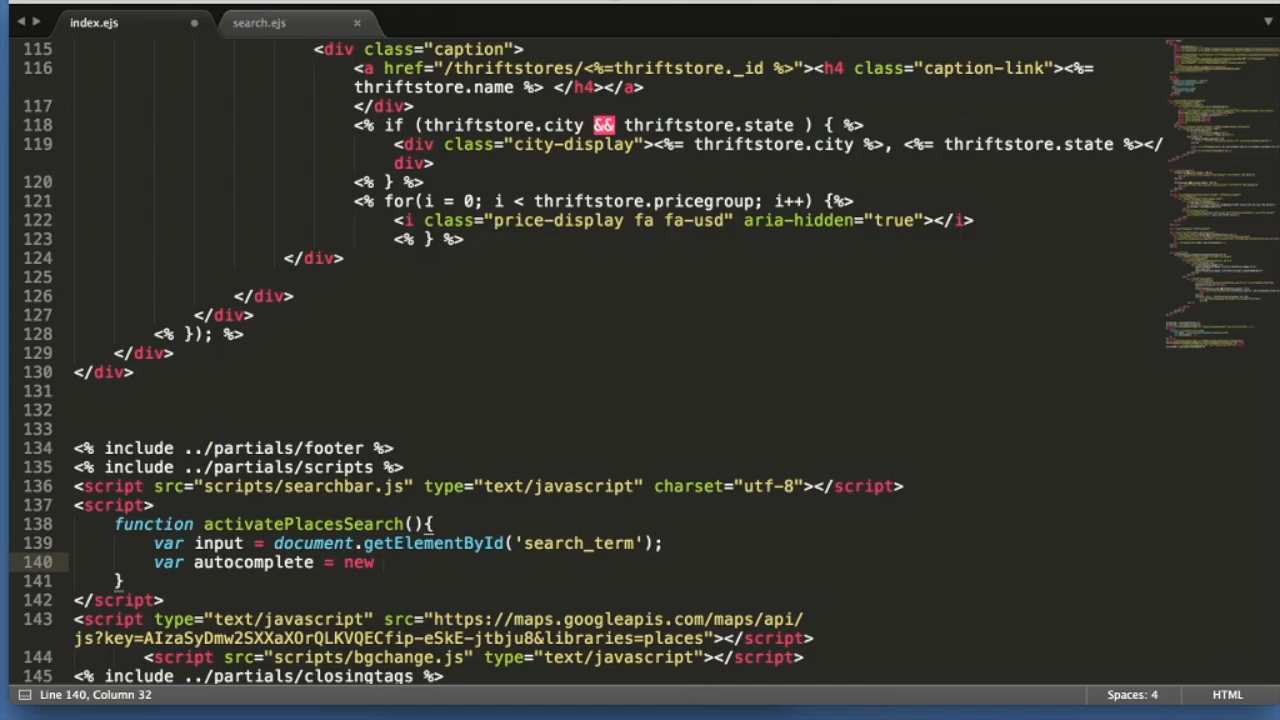 index.ejs
search.ejs
115 <div class="caption">
116 <a href="/thriftstores/<%=thriftstore._id %>"><h4 class="caption-link"><%=
thriftstore.name %> </h4></a>
117 </div>
118 <% if (thriftstore.city && thriftstore.state ) { %>
119 <div class="city-display"><%= thriftstore.city %>, <%= thriftstore.state %></
div>
120 <% } %>
121 <% for(i = 0; i < thriftstore.pricegroup; i++) {%>
122 <i class="price-display fa fa-usd" aria-hidden="true"></i>
123 <% } %>
124 </div>
125
126 </div>
127 </div>
128 <% }); %>
129 </div>
130 </div>
131
132
133
134 <% include ../partials/footer %>
135 <% include ../partials/scripts %>
136 <script src="scripts/searchbar.js" type="text/javascript" charset="utf-8"></script>
137 <script>
138 function activatePlacesSearch(){
139 var input = document.getElementById('search_term');
140 var autocomplete = new
141 }
142 </script>
143 <script type="text/javascript" src="https://maps.googleapis.com/maps/api/
js?key=AIzaSyDmw2SXXaXOrQLKVQECfip-eSkE-jtbju8&libraries=places"></script>
144 <script src="scripts/bgchange.js" type="text/javascript"></script>
145 <% include ../partials/closingtags %>
Line 140, Column 32
Spaces: 4
HTML